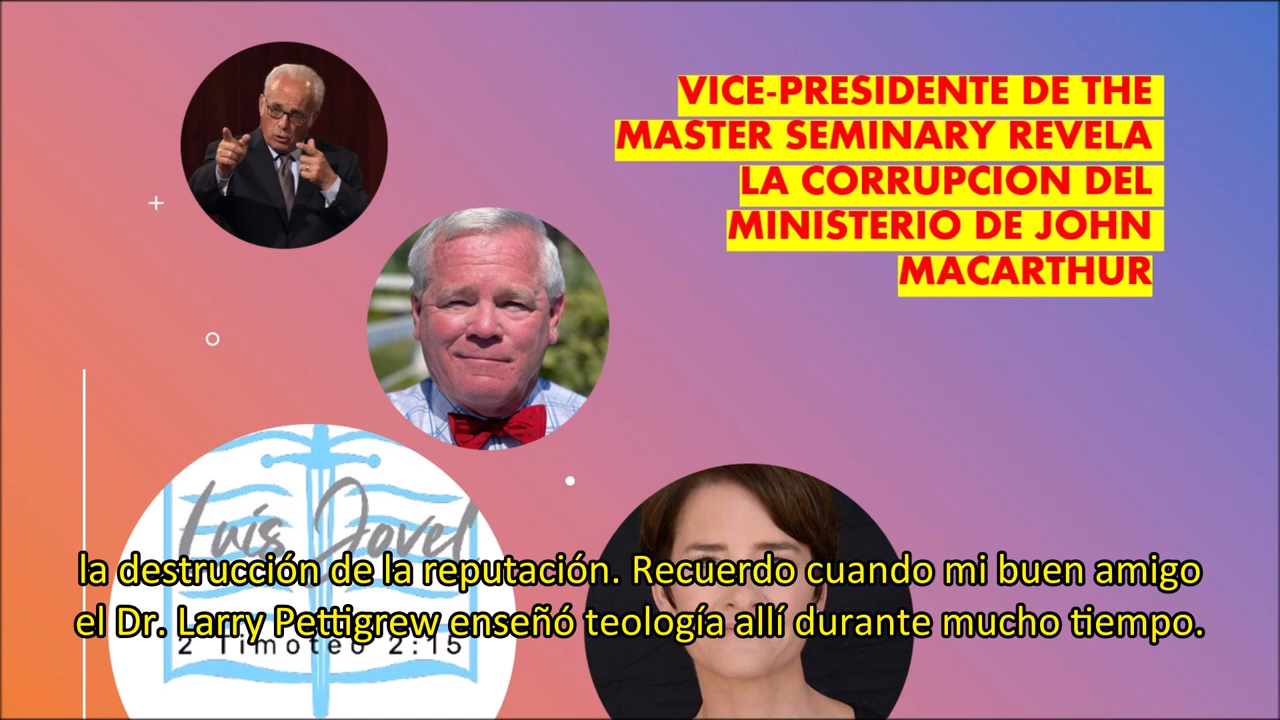 VICE-PRESIDENTE DE THE
MASTER SEMINARY REVELA
LA CORRUPCION DEL
MINISTERIO DE JOHN
MACARTHUR
Luis Jovel
la destrucción de la reputación. Recuerdo cuando mi buen amigo
el Dr. Larry Pettigrew enseñó teología allí durante mucho tiempo.
2 Timoteo 2:15